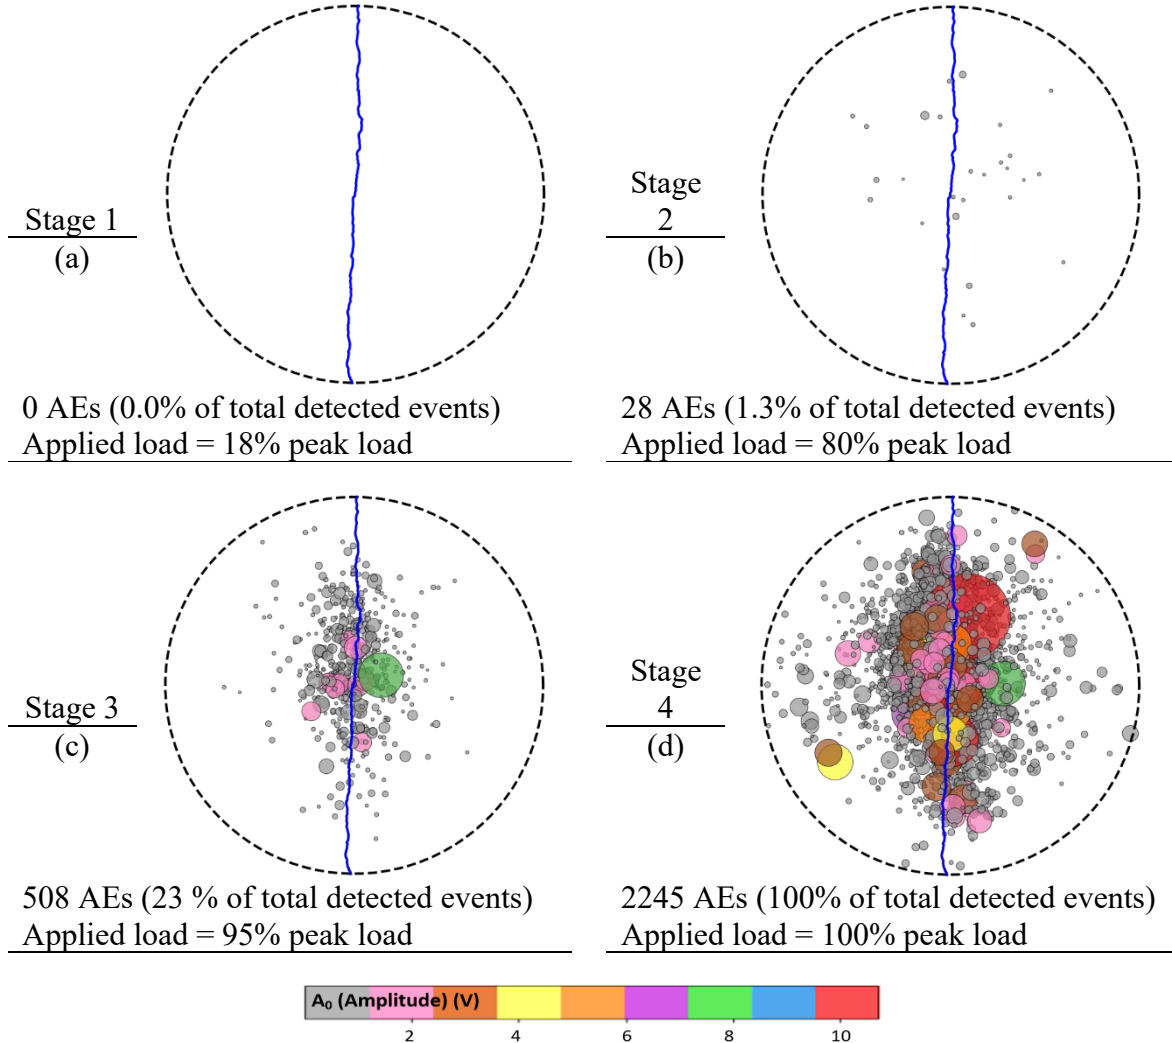 Stage 1
(a)
0 AEs (0.0% of total detected events)
Applied load = 18% peak load
Stage
2
(b)
28 AEs (1.3% of total detected events)
Applied load = 80% peak load
Stage 3
(c)
508 AEs (23 % of total detected events)
Applied load = 95% peak load
Stage
4
(d)
2245 AEs (100% of total detected events)
Applied load = 100% peak load
A₀ (Amplitude) (V)
2 4 6 8 10